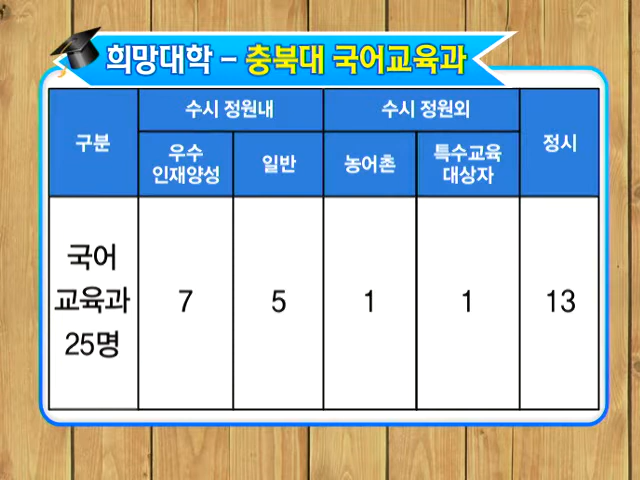 희망대학 - 충북대 국어교육과
구분
수시 정원내
수시 정원외
정시
우수
인재양성
일반
농어촌
특수교육
대상자
국어
교육과
25명
7
5
1
1
13